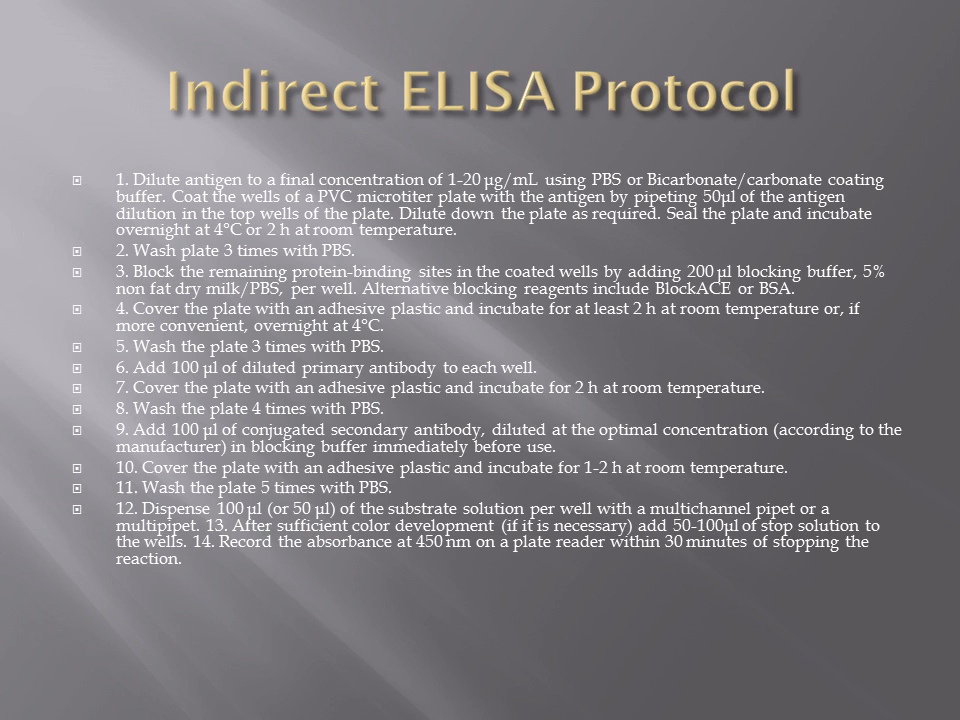 Indirect ELISA Protocol
1. Dilute antigen to a final concentration of 1-20 μg/mL using PBS or Bicarbonate/carbonate coating
buffer. Coat the wells of a PVC microtiter plate with the antigen by pipeting 50μl of the antigen
dilution in the top wells of the plate. Dilute down the plate as required. Seal the plate and incubate
overnight at 4°C or 2 h at room temperature.
2. Wash plate 3 times with PBS.
3. Block the remaining protein-binding sites in the coated wells by adding 200 μl blocking buffer, 5%
non fat dry milk/PBS, per well. Alternative blocking reagents include BlockACE or BSA.
4. Cover the plate with an adhesive plastic and incubate for at least 2 h at room temperature or, if
more convenient, overnight at 4°C.
5. Wash the plate 3 times with PBS.
6. Add 100 μl of diluted primary antibody to each well.
7. Cover the plate with an adhesive plastic and incubate for 2 h at room temperature.
8. Wash the plate 4 times with PBS.
9. Add 100 μl of conjugated secondary antibody, diluted at the optimal concentration (according to the
manufacturer) in blocking buffer immediately before use.
10. Cover the plate with an adhesive plastic and incubate for 1-2 h at room temperature.
11. Wash the plate 5 times with PBS.
12. Dispense 100 μl (or 50 μl) of the substrate solution per well with a multichannel pipet or a
multipipet. 13. After sufficient color development (if it is necessary) add 50-100μl of stop solution to
the wells. 14. Record the absorbance at 450 nm on a plate reader within 30 minutes of stopping the
reaction.